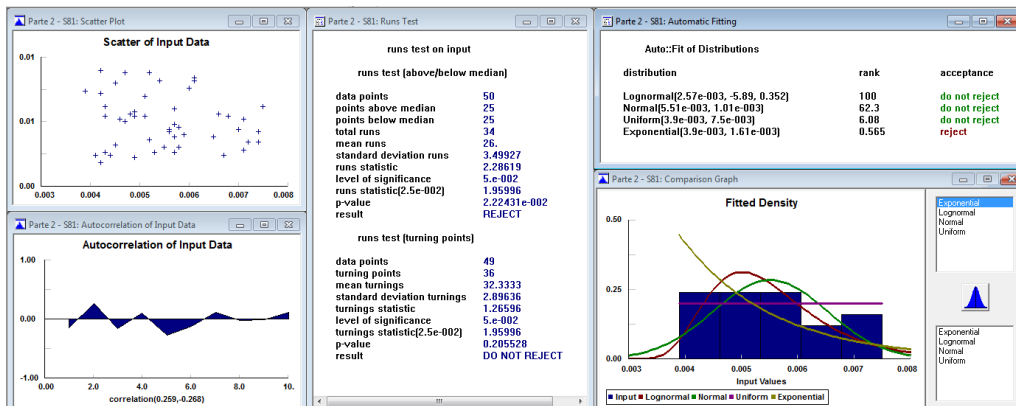 Parte 2 - S81: Scatter Plot
Scatter of Input Data
0.01
0.01
0.00
0.003 0.004 0.005 0.006 0.007 0.008
Parte 2 - S81: Autocorrelation of Input Data
Autocorrelation of Input Data
1.00
0.00
-1.00
0.00 2.0 4.0 6.0 8.0 10.
correlation(0.259,-0.268)
Parte 2 - S81: Runs Test
runs test on input
runs test (above/below median)
data points 50
points above median 25
points below median 25
total runs 34
mean runs 26.
standard deviation runs 3.49927
runs statistic 2.28619
level of significance 5.e-002
runs statistic(2.5e-002) 1.95996
p-value 2.22431e-002
result REJECT
runs test (turning points)
data points 49
turning points 36
mean turnings 32.3333
standard deviation turnings 2.89636
turnings statistic 1.26596
level of significance 5.e-002
turnings statistic(2.5e-002) 1.95996
p-value 0.205528
result DO NOT REJECT
Parte 2 - S81: Automatic Fitting
Auto::Fit of Distributions
distribution rank acceptance
Lognormal(2.57e-003, -5.89, 0.352) 100 do not reject
Normal(5.51e-003, 1.01e-003) 62.3 do not reject
Uniform(3.9e-003, 7.5e-003) 6.08 do not reject
Exponential(3.9e-003, 1.61e-003) 0.565 reject
Parte 2 - S81: Comparison Graph
Fitted Density
0.50
0.25
0.00
0.003 0.004 0.005 0.006 0.007 0.008
Input Values
Input Lognormal Normal Uniform Exponential
Exponential
Lognormal
Normal
Uniform
Exponential
Lognormal
Normal
Uniform